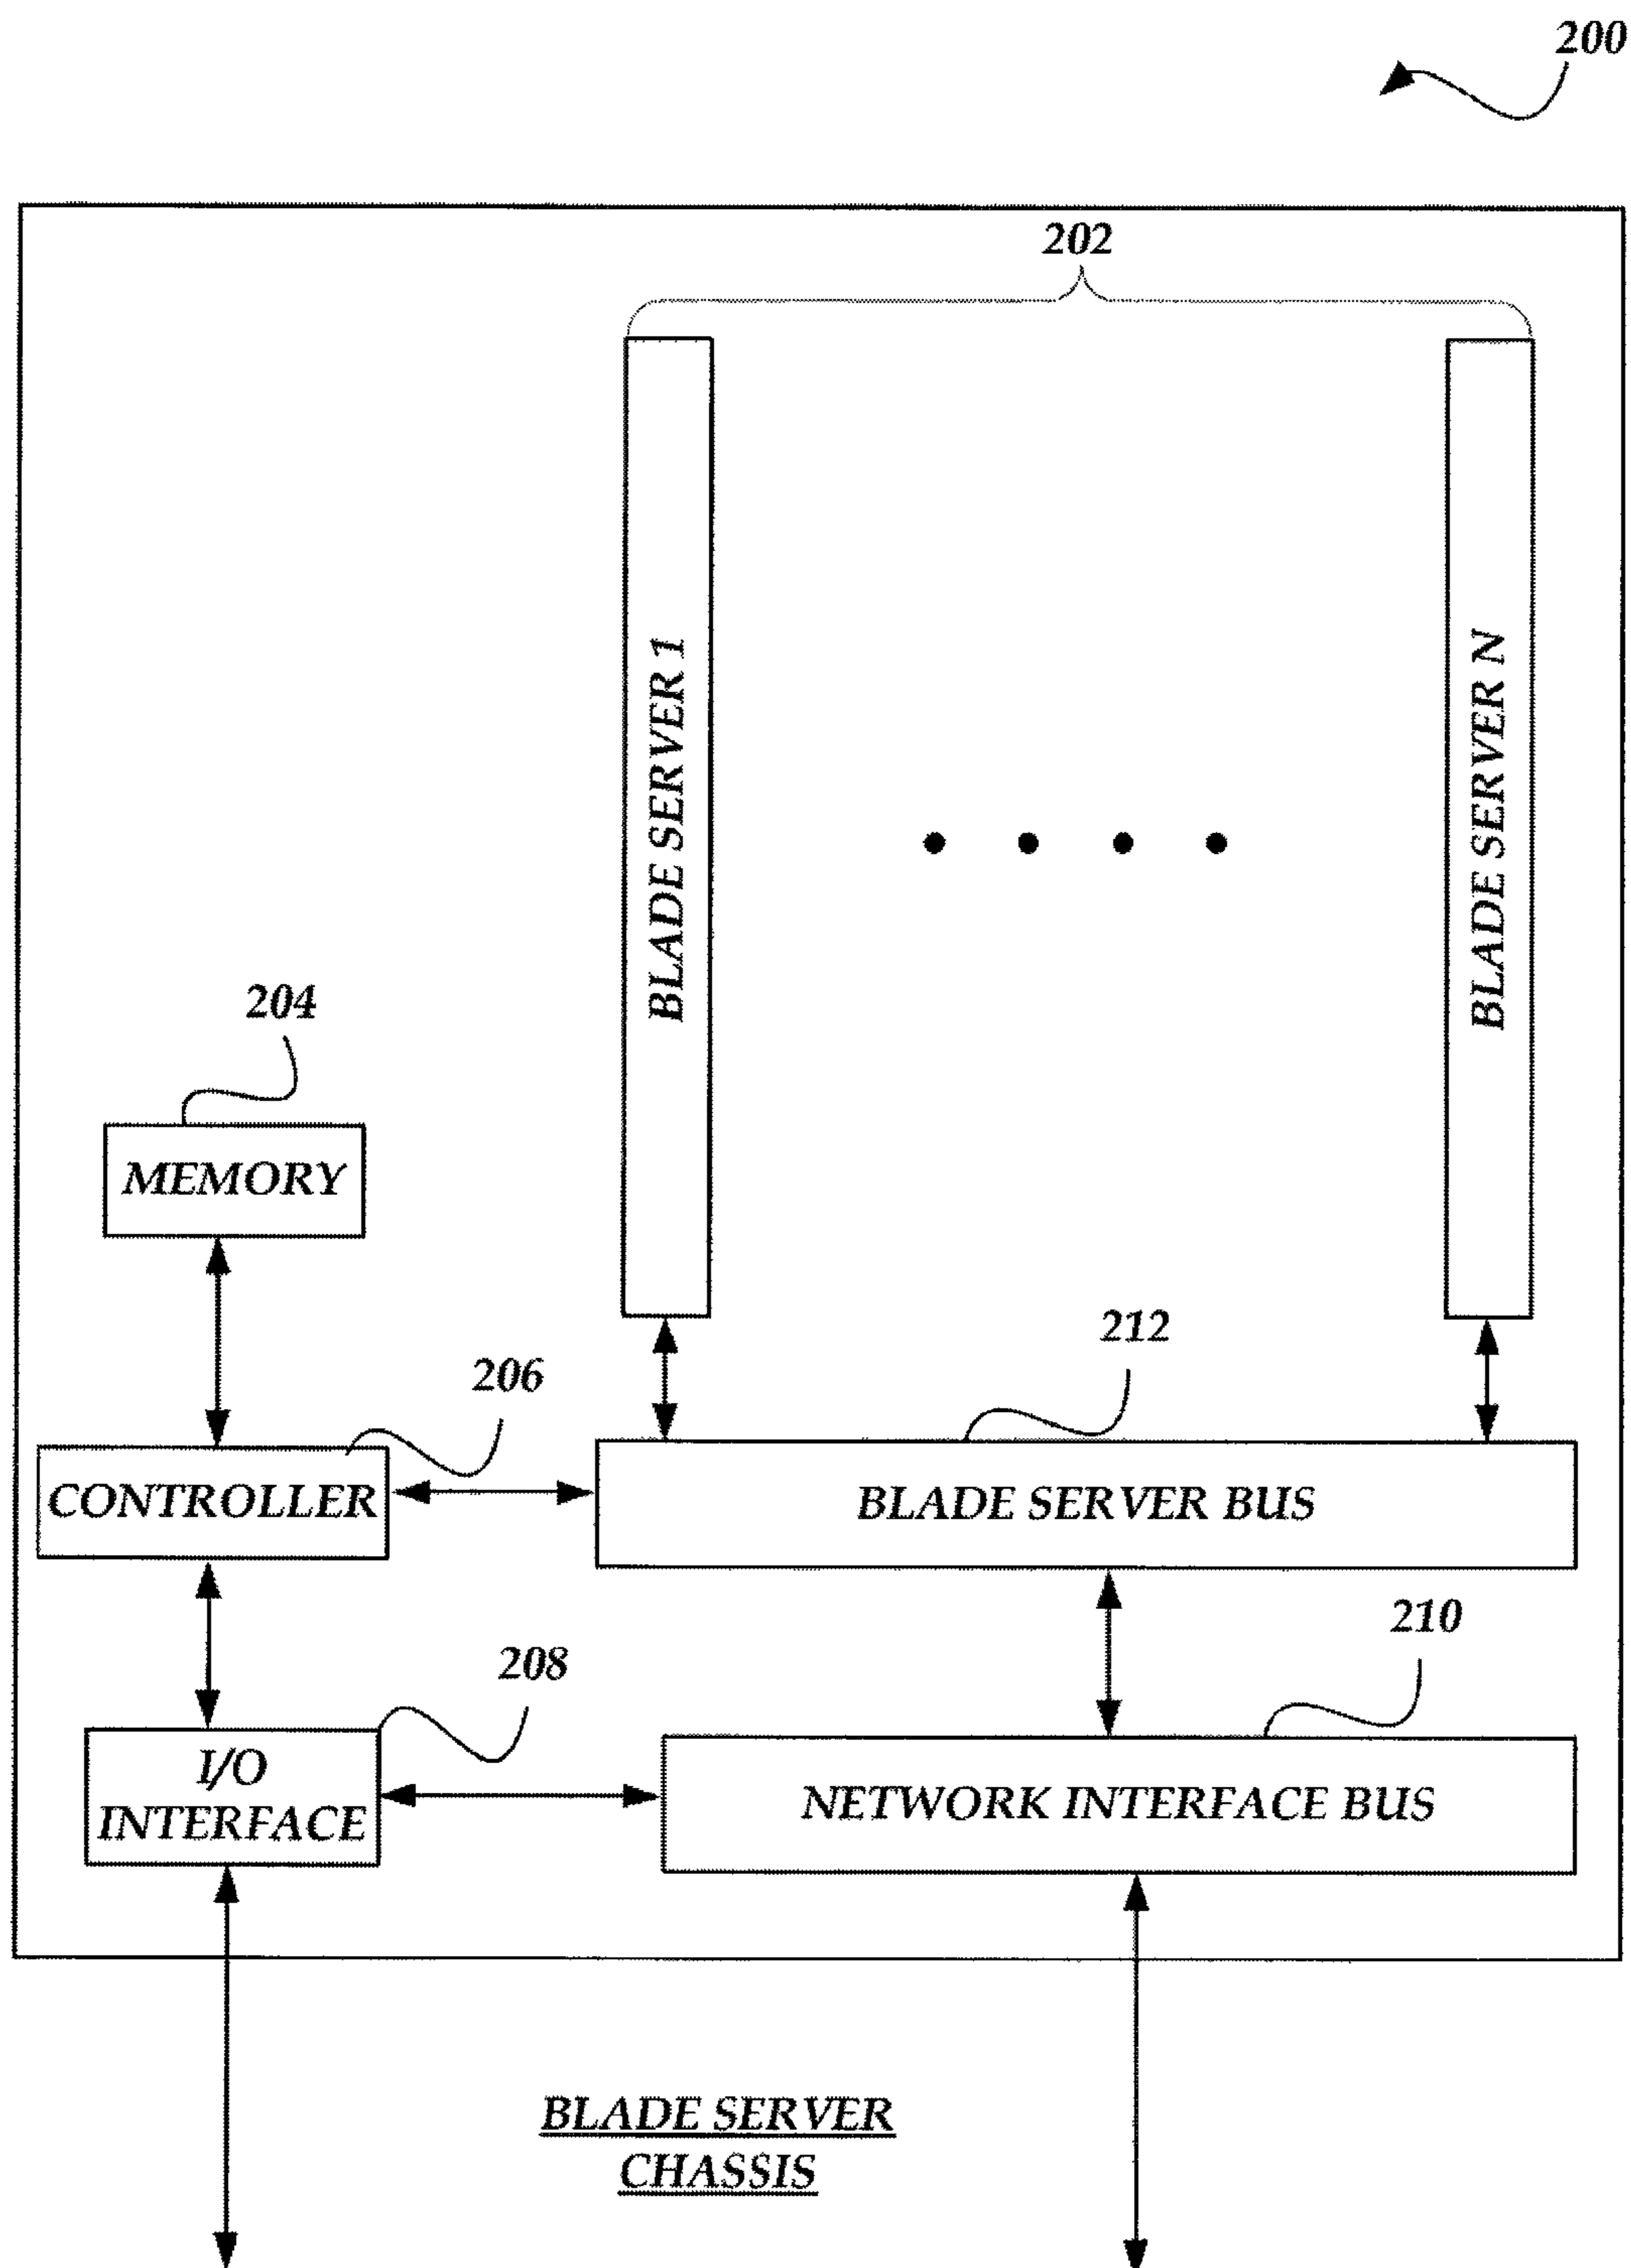 200
202
BLADE SERVER 1
BLADE SERVER N
204
MEMORY
212
206
CONTROLLER
BLADE SERVER BUS
210
208
I/O
INTERFACE
NETWORK INTERFACE BUS
BLADE SERVER
CHASSIS